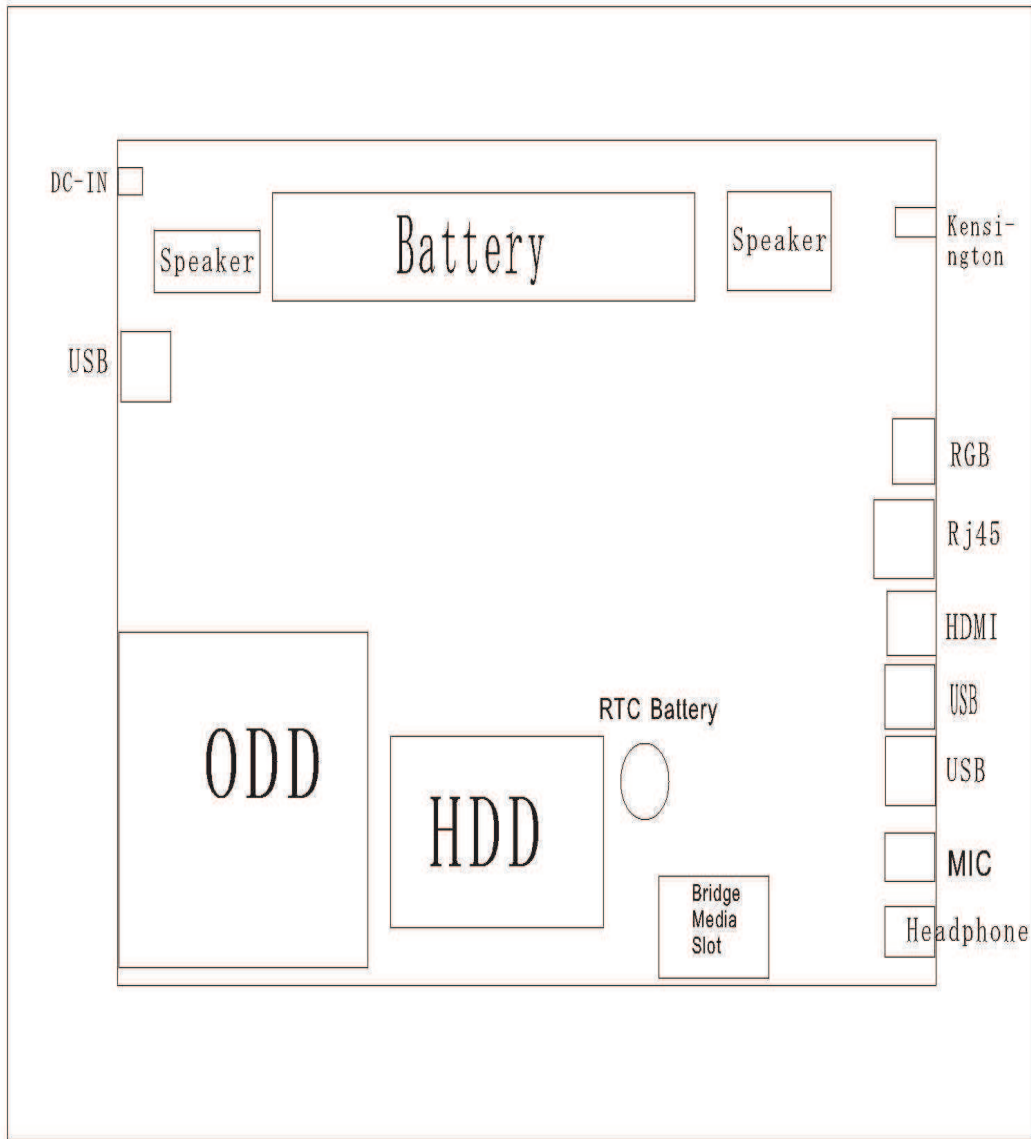 DC-IN
Speaker
Battery
Speaker
Kensi-
ngton
USB
RGB
Rj45
HDMI
USB
RTC Battery
ODD
USB
HDD
MIC
Bridge
Media
Slot
Headphone